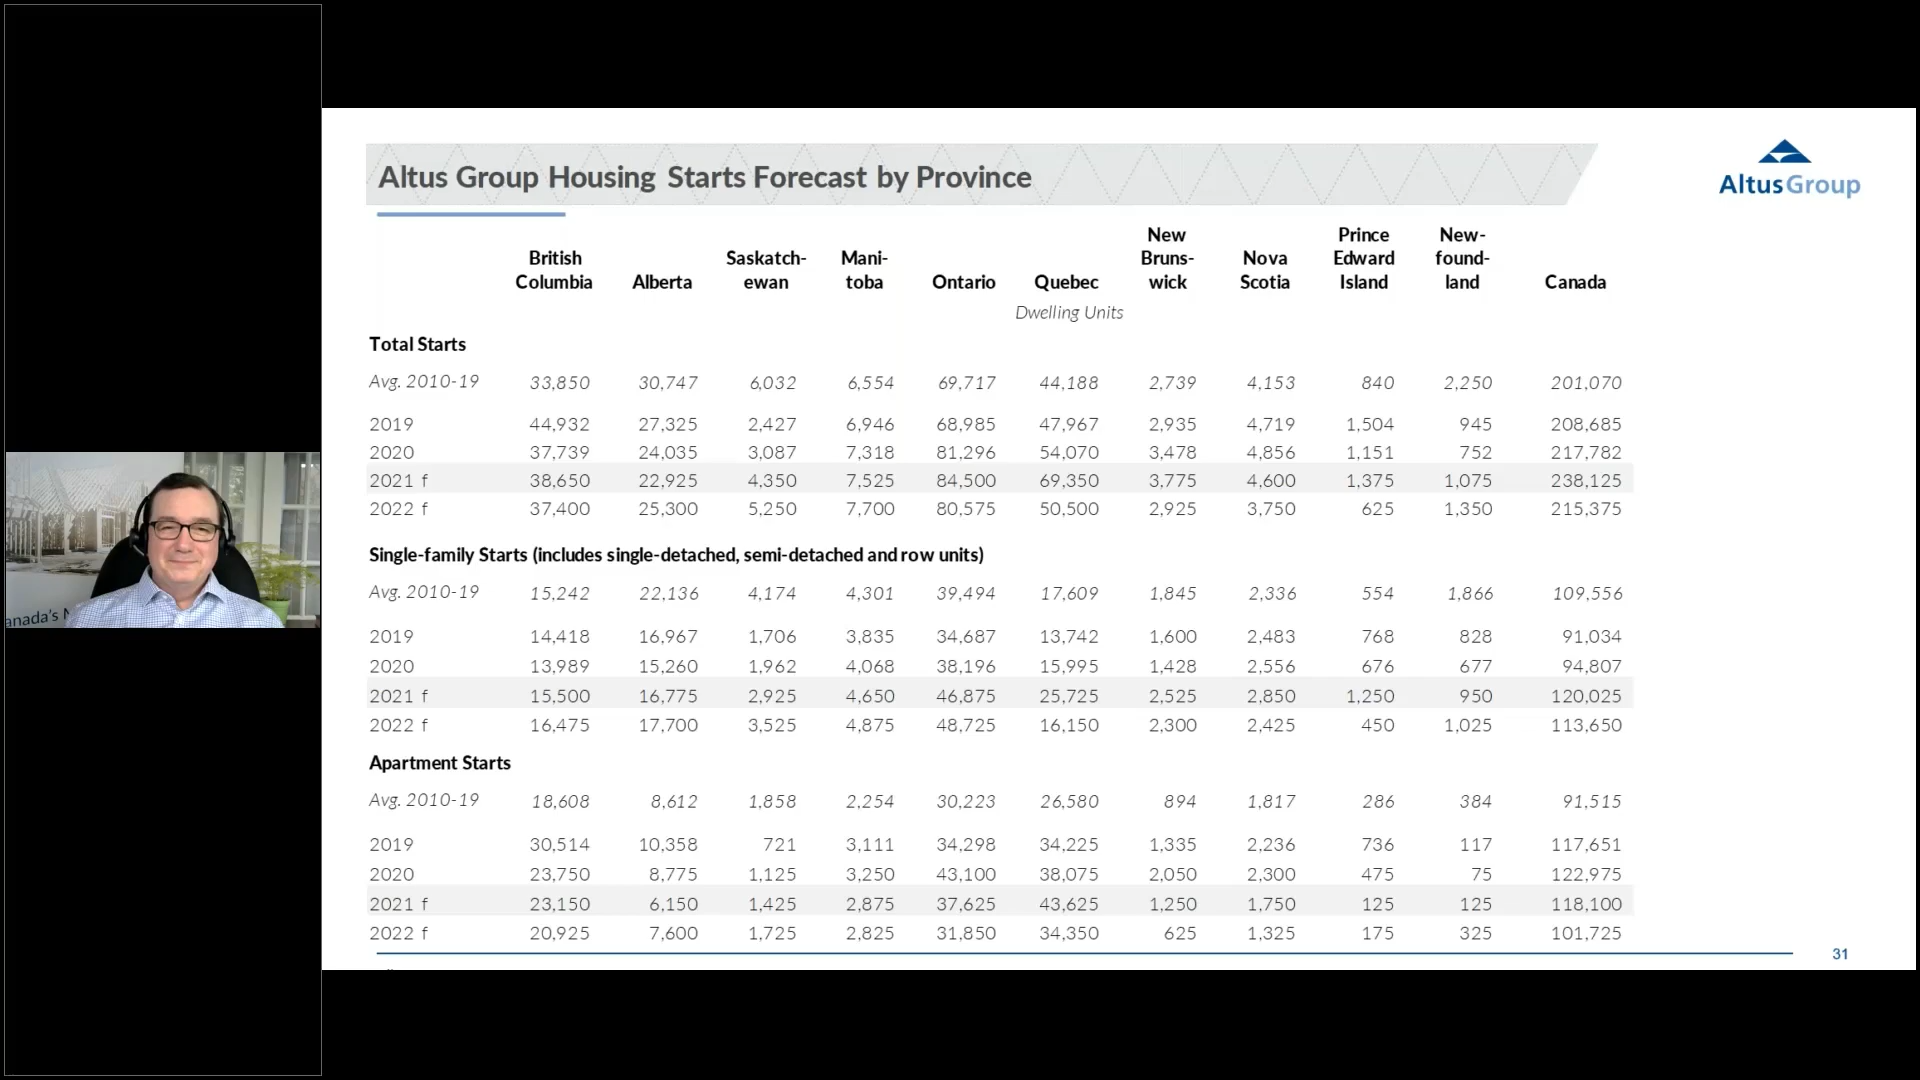 Altus Group Housing Starts Forecast by Province
AltusGroup
British Columbia Alberta Saskatch-ewan Mani-toba Ontario Quebec New Bruns-wick Nova Scotia Prince Edward Island New-found-land Canada
Dwelling Units
Total Starts
Avg. 2010-19 33,850 30,747 6,032 6,554 69,717 44,188 2,739 4,153 840 2,250 201,070
2019 44,932 27,325 2,427 6,946 68,985 47,967 2,935 4,719 1,504 945 208,685
2020 37,739 24,035 3,087 7,318 81,296 54,070 3,478 4,856 1,151 752 217,782
2021 f 38,650 22,925 4,350 7,525 84,500 69,350 3,775 4,600 1,375 1,075 238,125
2022 f 37,400 25,300 5,250 7,700 80,575 50,500 2,925 3,750 625 1,350 215,375
Single-family Starts (includes single-detached, semi-detached and row units)
Avg. 2010-19 15,242 22,136 4,174 4,301 39,494 17,609 1,845 2,336 554 1,866 109,556
2019 14,418 16,967 1,706 3,835 34,687 13,742 1,600 2,483 768 828 91,034
2020 13,989 15,260 1,962 4,068 38,196 15,995 1,428 2,556 676 677 94,807
2021 f 15,500 16,775 2,925 4,650 46,875 25,725 2,525 2,850 1,250 950 120,025
2022 f 16,475 17,700 3,525 4,875 48,725 16,150 2,300 2,425 450 1,025 113,650
Apartment Starts
Avg. 2010-19 18,608 8,612 1,858 2,254 30,223 26,580 894 1,817 286 384 91,515
2019 30,514 10,358 721 3,111 34,298 34,225 1,335 2,236 736 117 117,651
2020 23,750 8,775 1,125 3,250 43,100 38,075 2,050 2,300 475 75 122,975
2021 f 23,150 6,150 1,425 2,875 37,625 43,625 1,250 1,750 125 125 118,100
2022 f 20,925 7,600 1,725 2,825 31,850 34,350 625 1,325 175 325 101,725
31
anada's